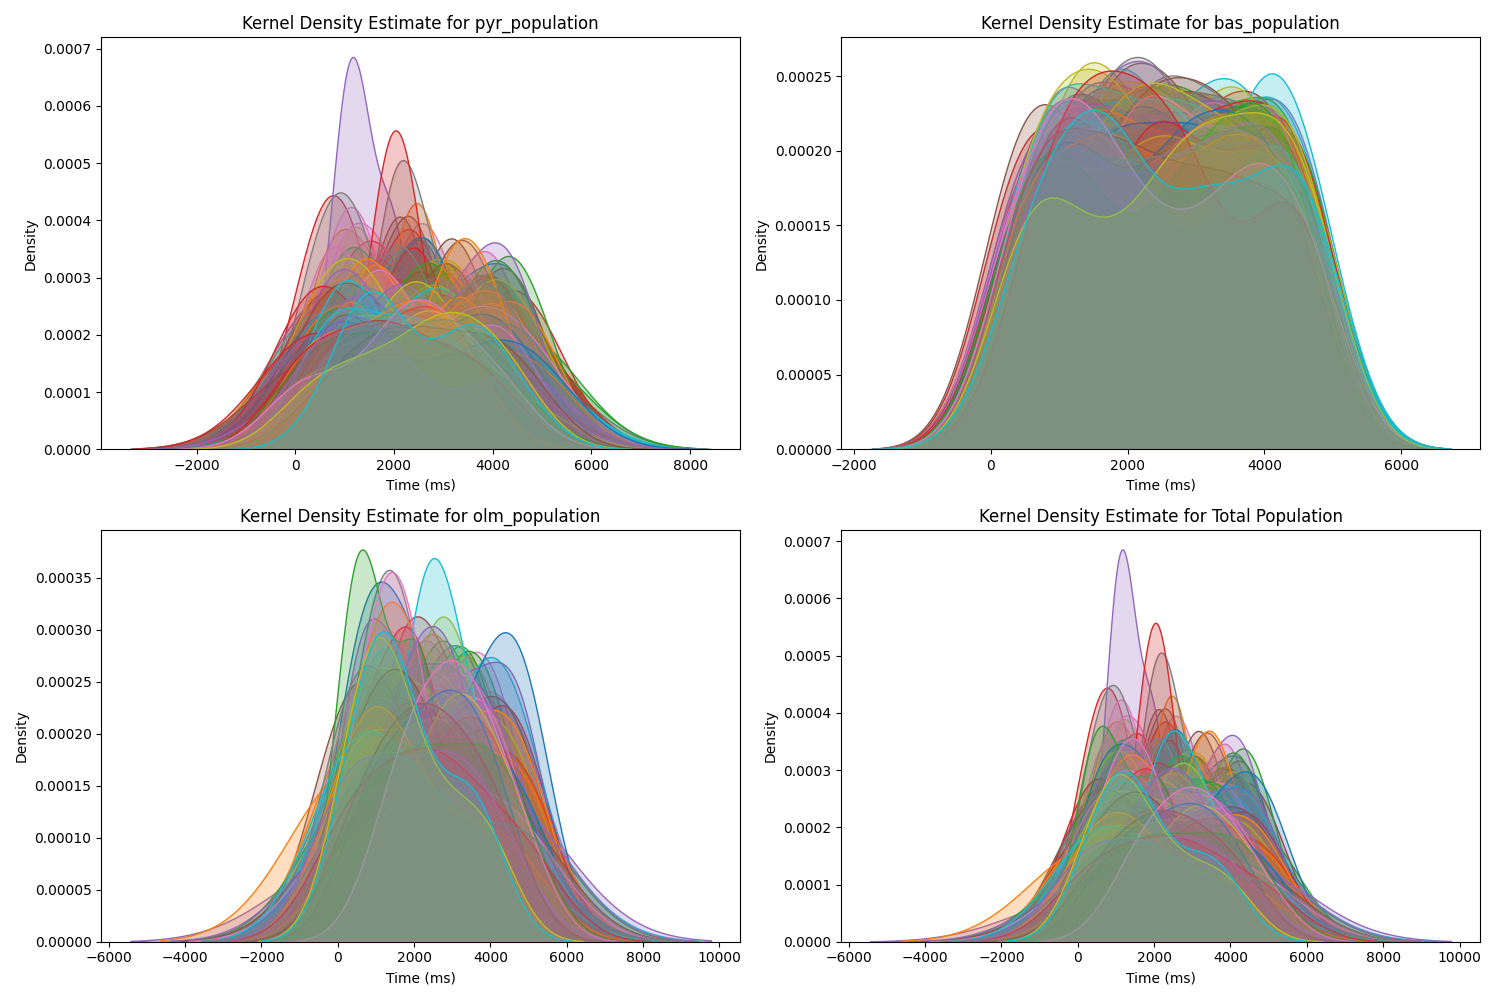 Kernel Density Estimate for pyr_population
0.0007
0.0006
0.0005
0.0004
0.0003
0.0002
0.0001
0.0000
Density
−2000 0 2000 4000 6000 8000
Time (ms)
Kernel Density Estimate for bas_population
0.00025
0.00020
0.00015
0.00010
0.00005
0.00000
Density
−2000 0 2000 4000 6000
Time (ms)
Kernel Density Estimate for olm_population
0.00035
0.00030
0.00025
0.00020
0.00015
0.00010
0.00005
0.00000
Density
−6000 −4000 −2000 0 2000 4000 6000 8000 10000
Time (ms)
Kernel Density Estimate for Total Population
0.0007
0.0006
0.0005
0.0004
0.0003
0.0002
0.0001
0.0000
Density
−6000 −4000 −2000 0 2000 4000 6000 8000 10000
Time (ms)